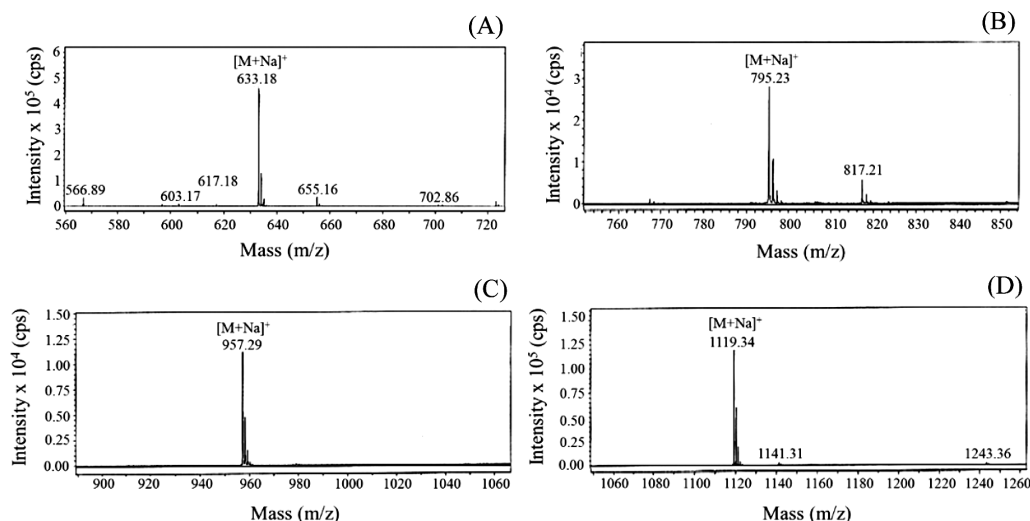 (A)
Intensity x 10⁵ (cps)
6
5
4
3
2
1
0
[M+Na]⁺
633.18
566.89
603.17
617.18
655.16
702.86
560 580 600 620 640 660 680 700 720
Mass (m/z)
(B)
Intensity x 10⁴ (cps)
3
2
1
0
[M+Na]⁺
795.23
817.21
760 780 800 820 840 850
Mass (m/z)
(C)
Intensity x 10⁴ (cps)
1.50
1.25
1.00
0.75
0.50
0.25
0.00
[M+Na]⁺
957.29
900 920 940 960 980 1000 1020 1040 1060
Mass (m/z)
(D)
Intensity x 10⁵ (cps)
1.50
1.25
1.00
0.75
0.50
0.25
0.00
[M+Na]⁺
1119.34
1141.31
1243.36
1060 1080 1100 1120 1140 1160 1180 1200 1220 1240 1260
Mass (m/z)